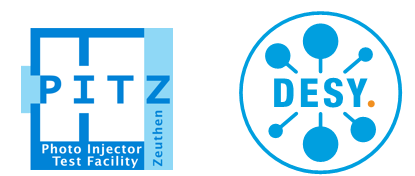 PITZ
Photo Injector
Test Facility
Zeuthen
DESY.